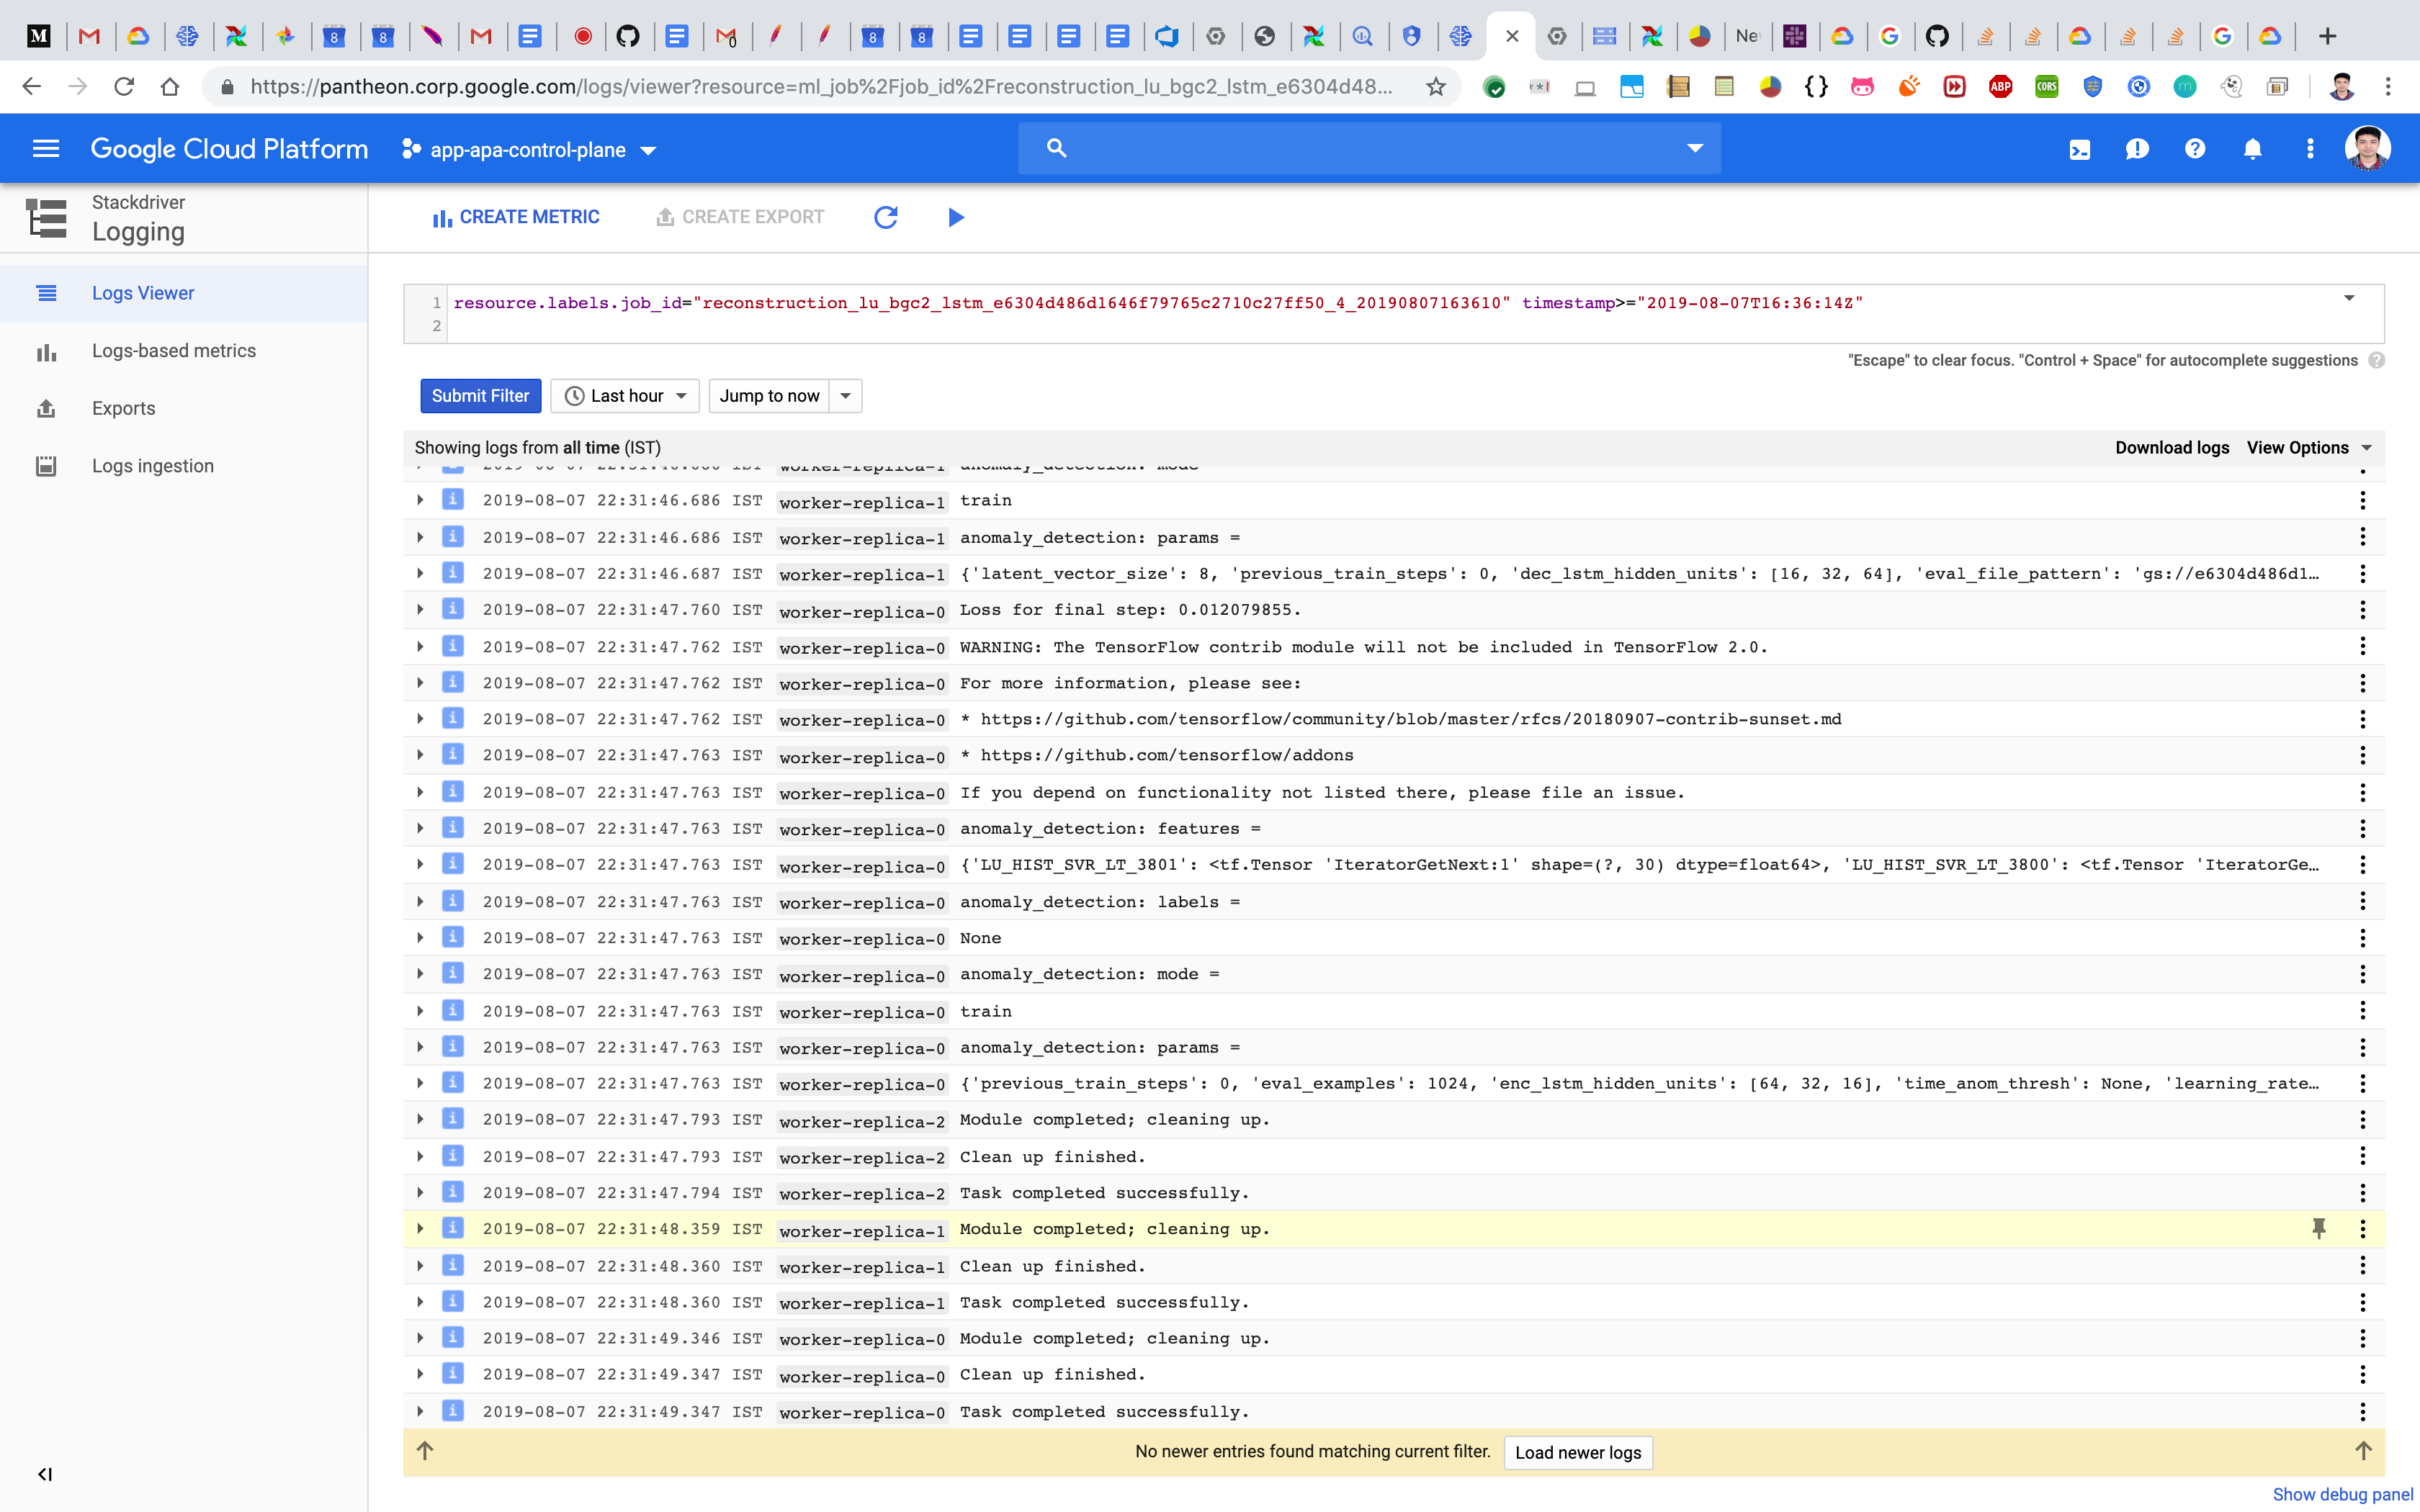 M
8
8
8
8
Ne
https://pantheon.corp.google.com/logs/viewer?resource=ml_job%2Fjob_id%2Freconstruction_lu_bgc2_lstm_e6304d48...
ABP
CORS
m
Google Cloud Platform
app-apa-control-plane
Stackdriver
Logging
CREATE METRIC
CREATE EXPORT
Logs Viewer
Logs-based metrics
Exports
Logs ingestion
1 resource.labels.job_id="reconstruction_lu_bgc2_lstm_e6304d486d1646f79765c2710c27ff50_4_20190807163610" timestamp>="2019-08-07T16:36:14Z"
2
"Escape" to clear focus. "Control + Space" for autocomplete suggestions
Submit Filter
Last hour
Jump to now
Showing logs from all time (IST)
Download logs
View Options
2019-08-07 22:31:46.686 IST worker-replica-1 anomaly_detection: mode
2019-08-07 22:31:46.686 IST worker-replica-1 train
2019-08-07 22:31:46.686 IST worker-replica-1 anomaly_detection: params =
2019-08-07 22:31:46.687 IST worker-replica-1 {'latent_vector_size': 8, 'previous_train_steps': 0, 'dec_lstm_hidden_units': [16, 32, 64], 'eval_file_pattern': 'gs://e6304d486d1…
2019-08-07 22:31:47.760 IST worker-replica-0 Loss for final step: 0.012079855.
2019-08-07 22:31:47.762 IST worker-replica-0 WARNING: The TensorFlow contrib module will not be included in TensorFlow 2.0.
2019-08-07 22:31:47.762 IST worker-replica-0 For more information, please see:
2019-08-07 22:31:47.762 IST worker-replica-0 * https://github.com/tensorflow/community/blob/master/rfcs/20180907-contrib-sunset.md
2019-08-07 22:31:47.763 IST worker-replica-0 * https://github.com/tensorflow/addons
2019-08-07 22:31:47.763 IST worker-replica-0 If you depend on functionality not listed there, please file an issue.
2019-08-07 22:31:47.763 IST worker-replica-0 anomaly_detection: features =
2019-08-07 22:31:47.763 IST worker-replica-0 {'LU_HIST_SVR_LT_3801': <tf.Tensor 'IteratorGetNext:1' shape=(?, 30) dtype=float64>, 'LU_HIST_SVR_LT_3800': <tf.Tensor 'IteratorGe…
2019-08-07 22:31:47.763 IST worker-replica-0 anomaly_detection: labels =
2019-08-07 22:31:47.763 IST worker-replica-0 None
2019-08-07 22:31:47.763 IST worker-replica-0 anomaly_detection: mode =
2019-08-07 22:31:47.763 IST worker-replica-0 train
2019-08-07 22:31:47.763 IST worker-replica-0 anomaly_detection: params =
2019-08-07 22:31:47.763 IST worker-replica-0 {'previous_train_steps': 0, 'eval_examples': 1024, 'enc_lstm_hidden_units': [64, 32, 16], 'time_anom_thresh': None, 'learning_rate…
2019-08-07 22:31:47.793 IST worker-replica-2 Module completed; cleaning up.
2019-08-07 22:31:47.793 IST worker-replica-2 Clean up finished.
2019-08-07 22:31:47.794 IST worker-replica-2 Task completed successfully.
2019-08-07 22:31:48.359 IST worker-replica-1 Module completed; cleaning up.
2019-08-07 22:31:48.360 IST worker-replica-1 Clean up finished.
2019-08-07 22:31:48.360 IST worker-replica-1 Task completed successfully.
2019-08-07 22:31:49.346 IST worker-replica-0 Module completed; cleaning up.
2019-08-07 22:31:49.347 IST worker-replica-0 Clean up finished.
2019-08-07 22:31:49.347 IST worker-replica-0 Task completed successfully.
No newer entries found matching current filter.
Load newer logs
Show debug panel